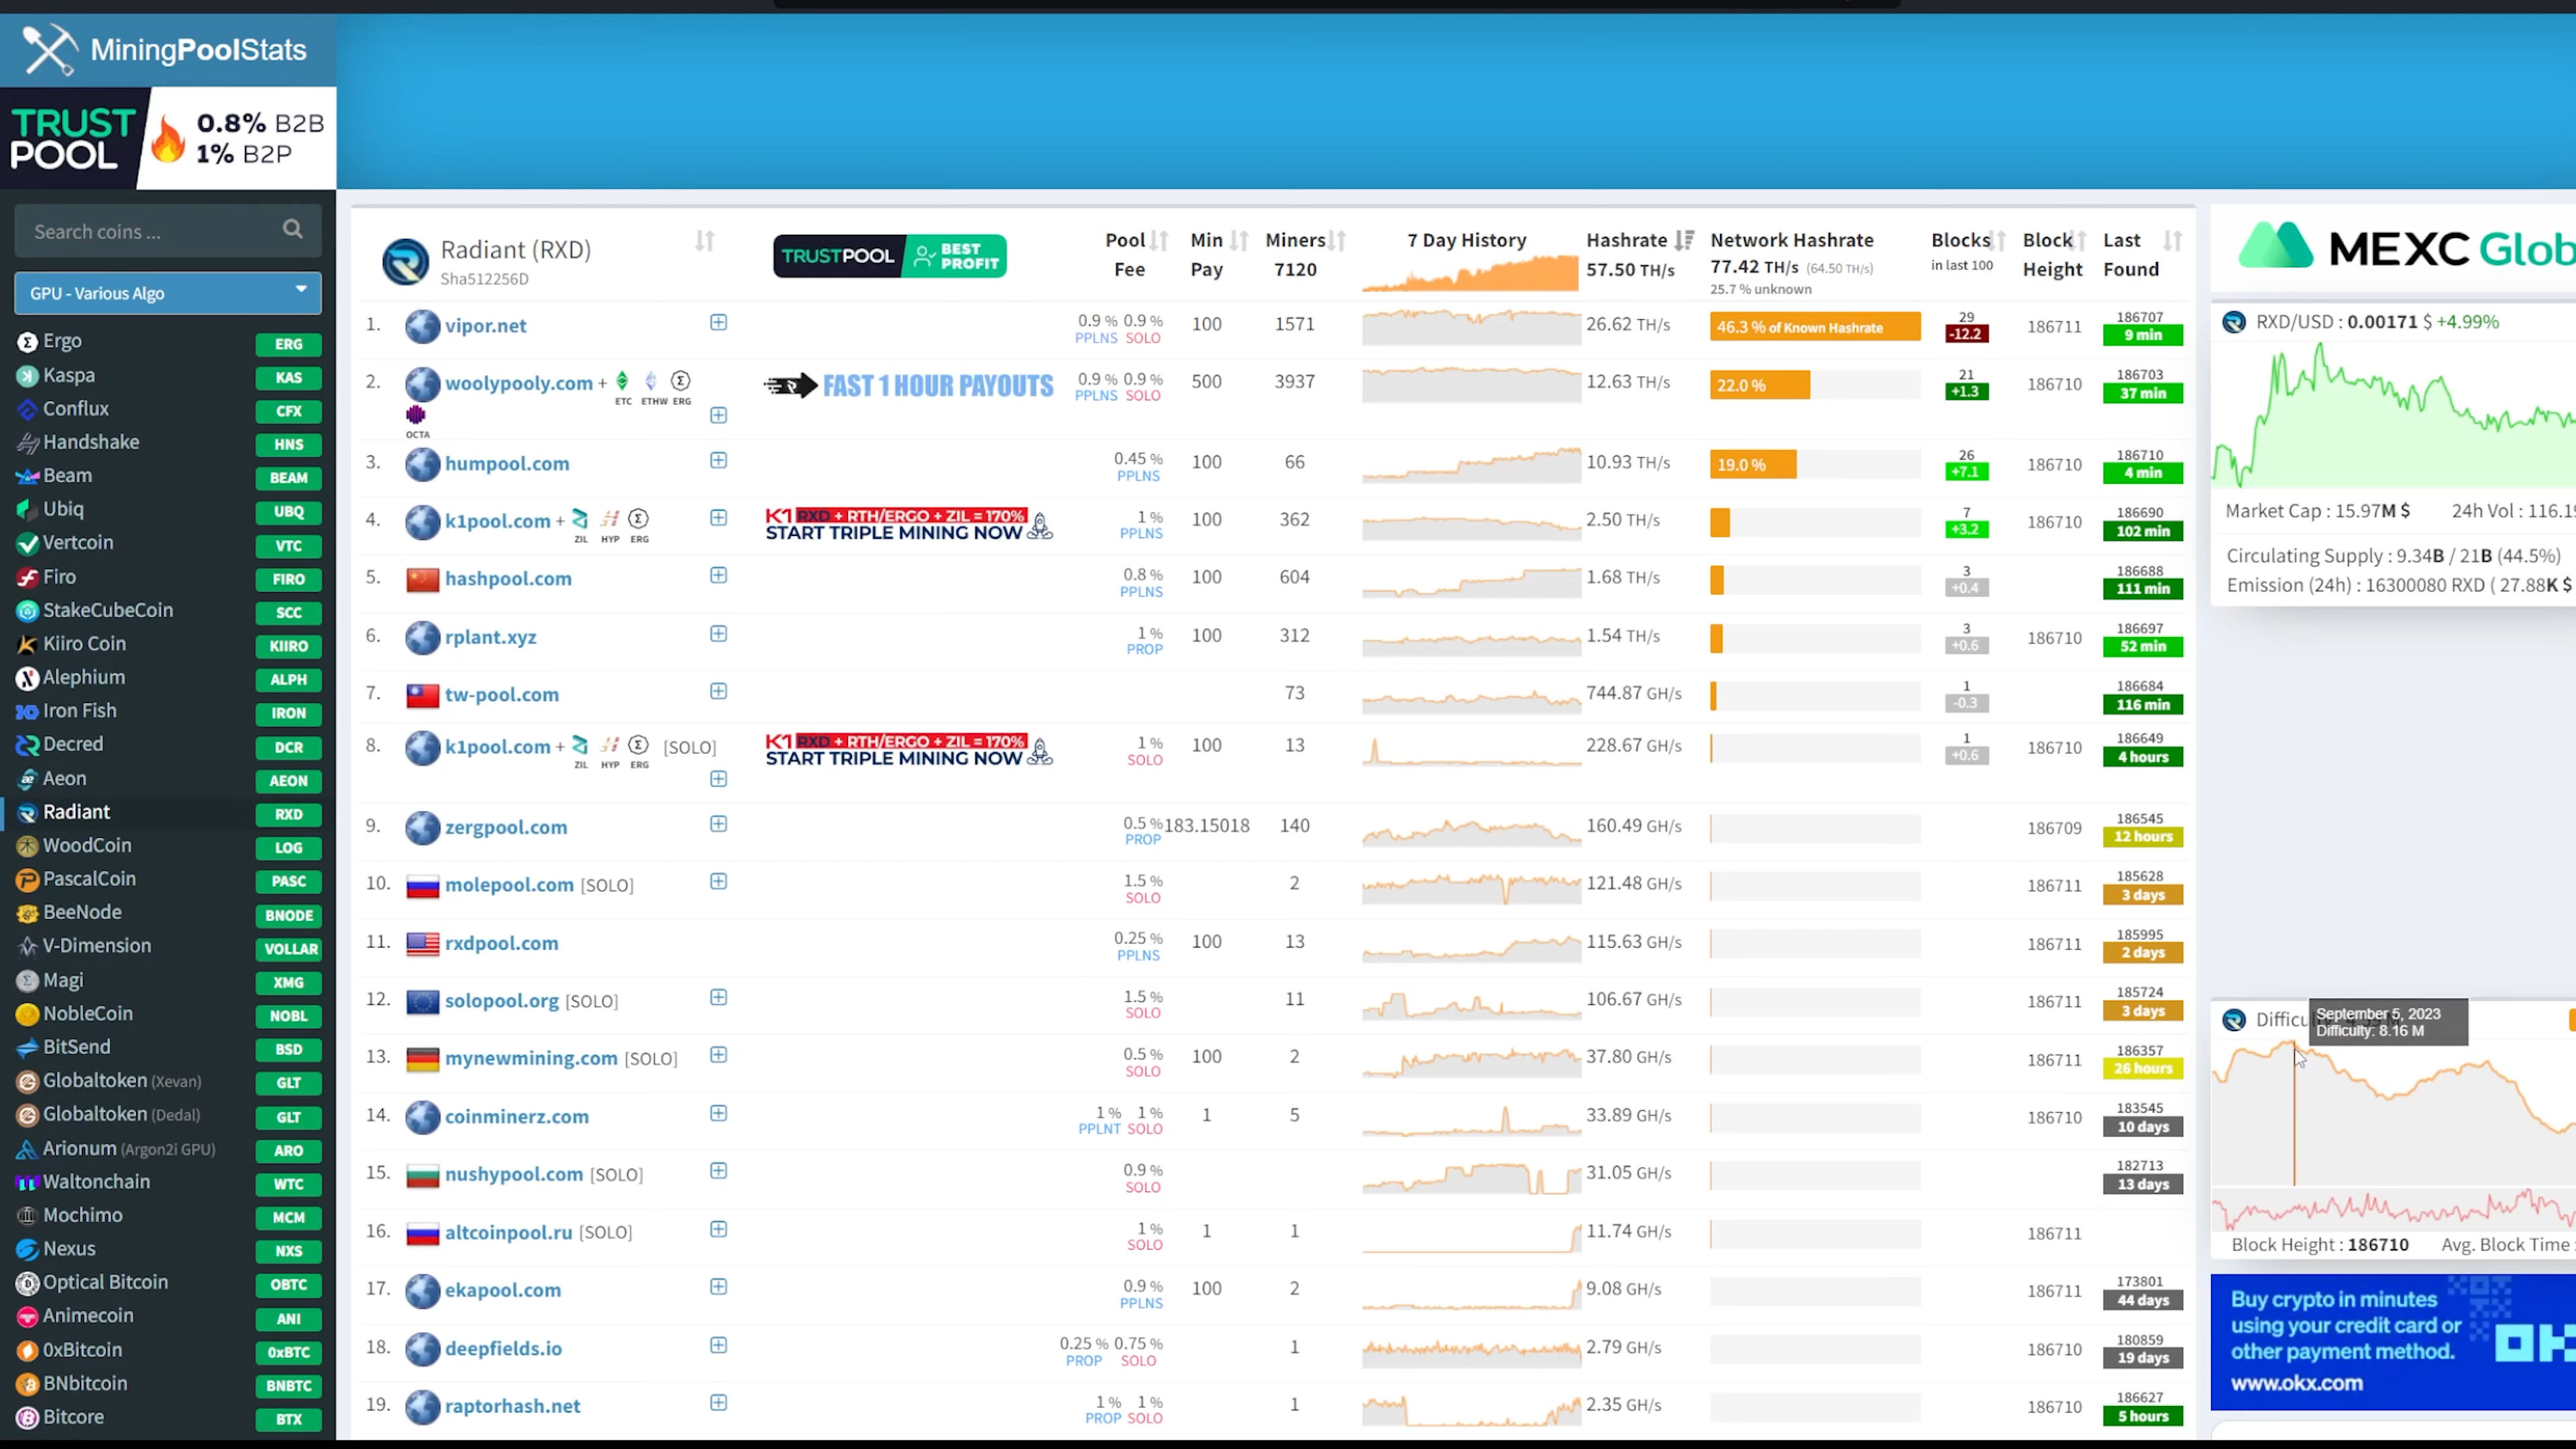 MiningPoolStats
TRUST POOL
0.8% B2B
1% B2P
Search coins ...
GPU - Various Algo
Ergo ERG
Kaspa KAS
Conflux CFX
Handshake HNS
Beam BEAM
Ubiq UBQ
Vertcoin VTC
Firo FIRO
StakeCubeCoin SCC
Kiiro Coin KIIRO
Alephium ALPH
Iron Fish IRON
Decred DCR
Aeon AEON
Radiant RXD
WoodCoin LOG
PascalCoin PASC
BeeNode BNODE
V-Dimension VOLLAR
Magi XMG
NobleCoin NOBL
BitSend BSD
Globaltoken (Xevan) GLT
Globaltoken (Dedal) GLT
Arionum (Argon2i GPU) ARO
Waltonchain WTC
Mochimo MCM
Nexus NXS
Optical Bitcoin OBTC
Animecoin ANI
0xBitcoin 0xBTC
BNbitcoin BNBTC
Bitcore BTX
Radiant (RXD)
Sha512256D
TRUSTPOOL BEST PROFIT
Pool Fee
Min Pay
Miners 7120
7 Day History
Hashrate 57.50 TH/s
Network Hashrate
77.42 TH/s (64.50 TH/s)
25.7 % unknown
Blocks in last 100
Block Height
Last Found
1. vipor.net 0.9 % PPLNS 0.9 % SOLO 100 1571 26.62 TH/s 46.3 % of Known Hashrate 29 -12.2 186711 186707 9 min
2. woolypooly.com + ETC ETHW ERG OCTA FAST 1 HOUR PAYOUTS 0.9 % PPLNS 0.9 % SOLO 500 3937 12.63 TH/s 22.0 % 21 +1.3 186710 186703 37 min
3. humpool.com 0.45 % PPLNS 100 66 10.93 TH/s 19.0 % 26 +7.1 186710 186710 4 min
4. k1pool.com + ZIL HYP ERG K1 RXD + RTH/ERGO + ZIL = 170% START TRIPLE MINING NOW 1 % PPLNS 100 362 2.50 TH/s 7 +3.2 186710 186690 102 min
5. hashpool.com 0.8 % PPLNS 100 604 1.68 TH/s 3 +0.4 186688 111 min
6. rplant.xyz 1 % PROP 100 312 1.54 TH/s 3 +0.6 186710 186697 52 min
7. tw-pool.com 73 744.87 GH/s 1 -0.3 186684 116 min
8. k1pool.com + ZIL HYP ERG [SOLO] K1 RXD + RTH/ERGO + ZIL = 170% START TRIPLE MINING NOW 1 % SOLO 100 13 228.67 GH/s 1 +0.6 186710 186649 4 hours
9. zergpool.com 0.5 % PROP 183.15018 140 160.49 GH/s 186709 186545 12 hours
10. molepool.com [SOLO] 1.5 % SOLO 2 121.48 GH/s 186711 185628 3 days
11. rxdpool.com 0.25 % PPLNS 100 13 115.63 GH/s 186711 185995 2 days
12. solopool.org [SOLO] 1.5 % SOLO 11 106.67 GH/s 186711 185724 3 days
13. mynewmining.com [SOLO] 0.5 % SOLO 100 2 37.80 GH/s 186711 186357 26 hours
14. coinminerz.com 1 % PPLNT 1 % SOLO 1 5 33.89 GH/s 186710 183545 10 days
15. nushypool.com [SOLO] 0.9 % SOLO 31.05 GH/s 182713 13 days
16. altcoinpool.ru [SOLO] 1 % SOLO 1 1 11.74 GH/s 186711
17. ekapool.com 0.9 % PPLNS 100 2 9.08 GH/s 186711 173801 44 days
18. deepfields.io 0.25 % PROP 0.75 % SOLO 1 2.79 GH/s 186710 180859 19 days
19. raptorhash.net 1 % PROP 1 % SOLO 1 2.35 GH/s 186710 186627 5 hours
MEXC Glob
RXD/USD : 0.00171 $ +4.99%
Market Cap : 15.97M $ 24h Vol : 116.1
Circulating Supply : 9.34B / 21B (44.5%)
Emission (24h) : 16300080 RXD ( 27.88K $
Difficu
September 5, 2023
Difficulty: 8.16 M
Block Height : 186710 Avg. Block Time :
Buy crypto in minutes
using your credit card or
other payment method.
www.okx.com